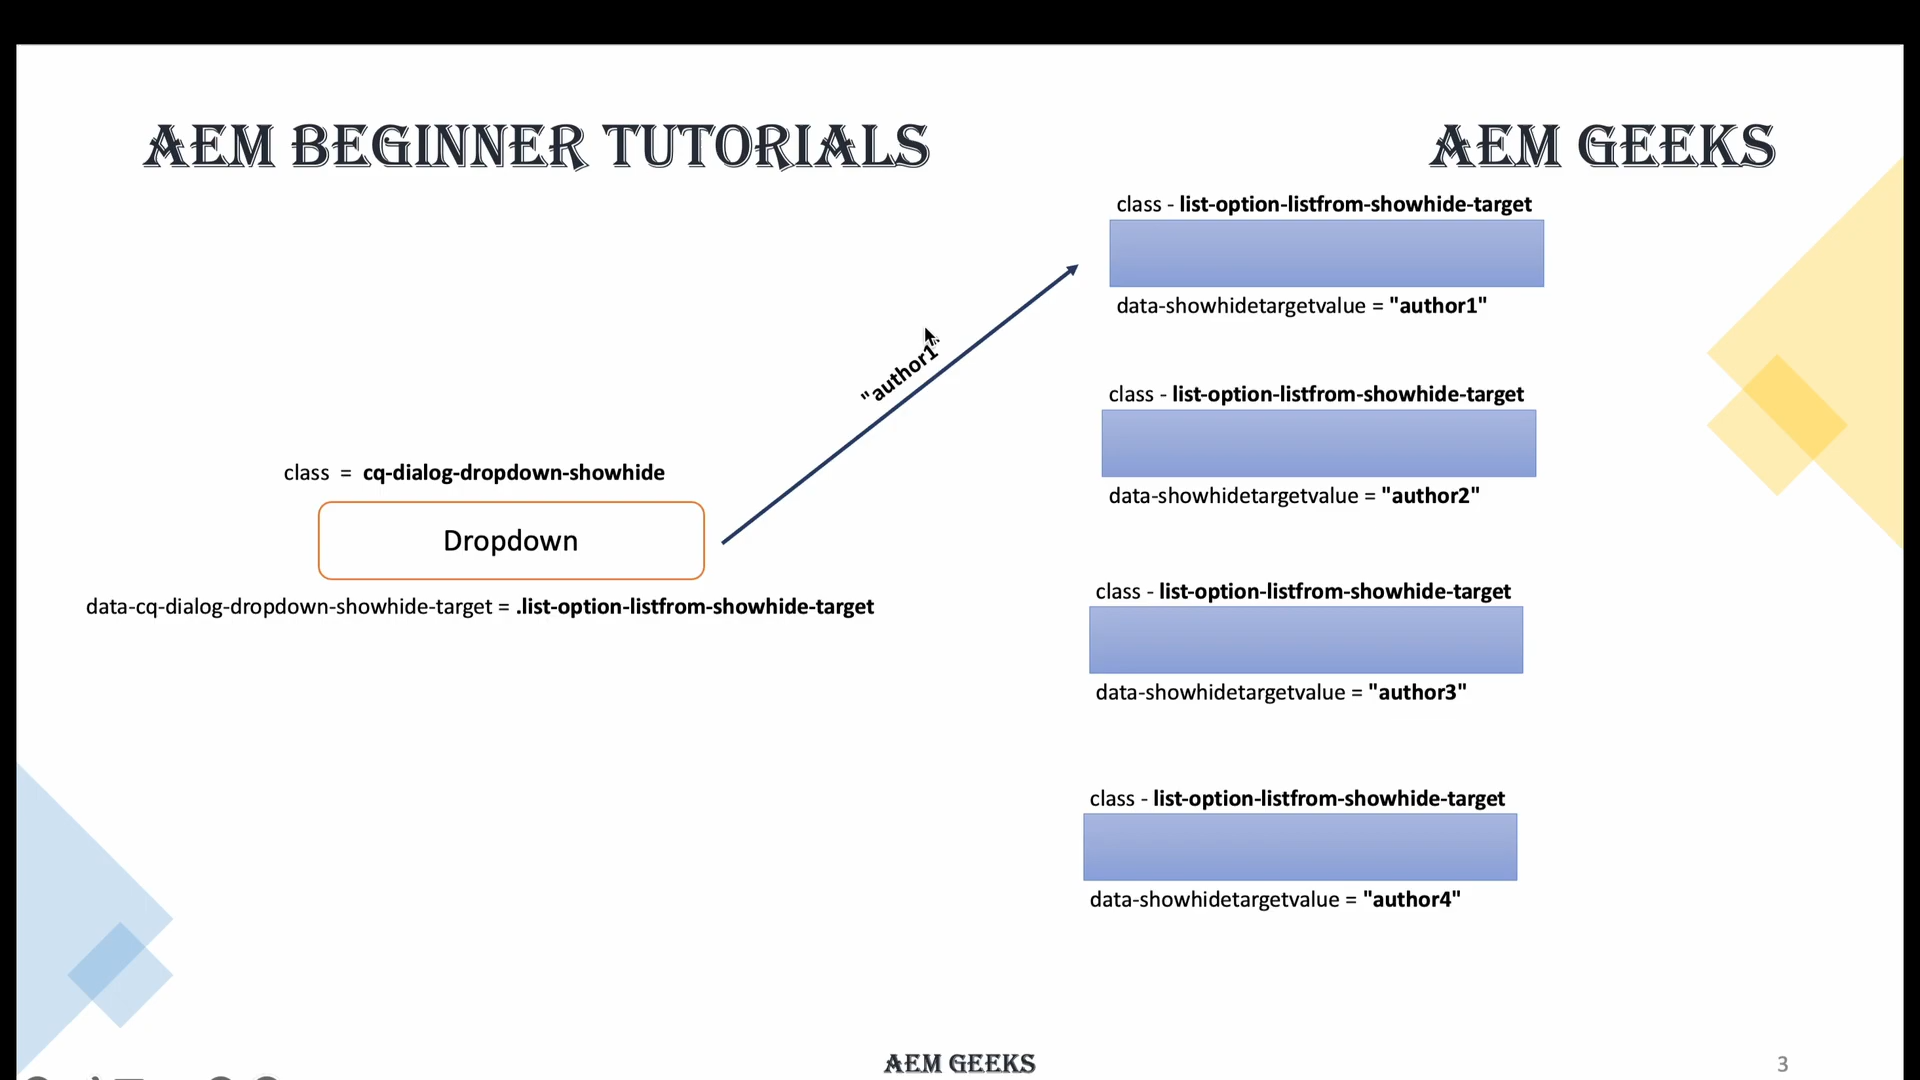 AEM BEGINNER TUTORIALS
AEM GEEKS
class - list-option-listfrom-showhide-target
data-showhidetargetvalue = "author1"
"author1"
class - list-option-listfrom-showhide-target
data-showhidetargetvalue = "author2"
class = cq-dialog-dropdown-showhide
Dropdown
data-cq-dialog-dropdown-showhide-target = .list-option-listfrom-showhide-target
class - list-option-listfrom-showhide-target
data-showhidetargetvalue = "author3"
class - list-option-listfrom-showhide-target
data-showhidetargetvalue = "author4"
AEM GEEKS
3